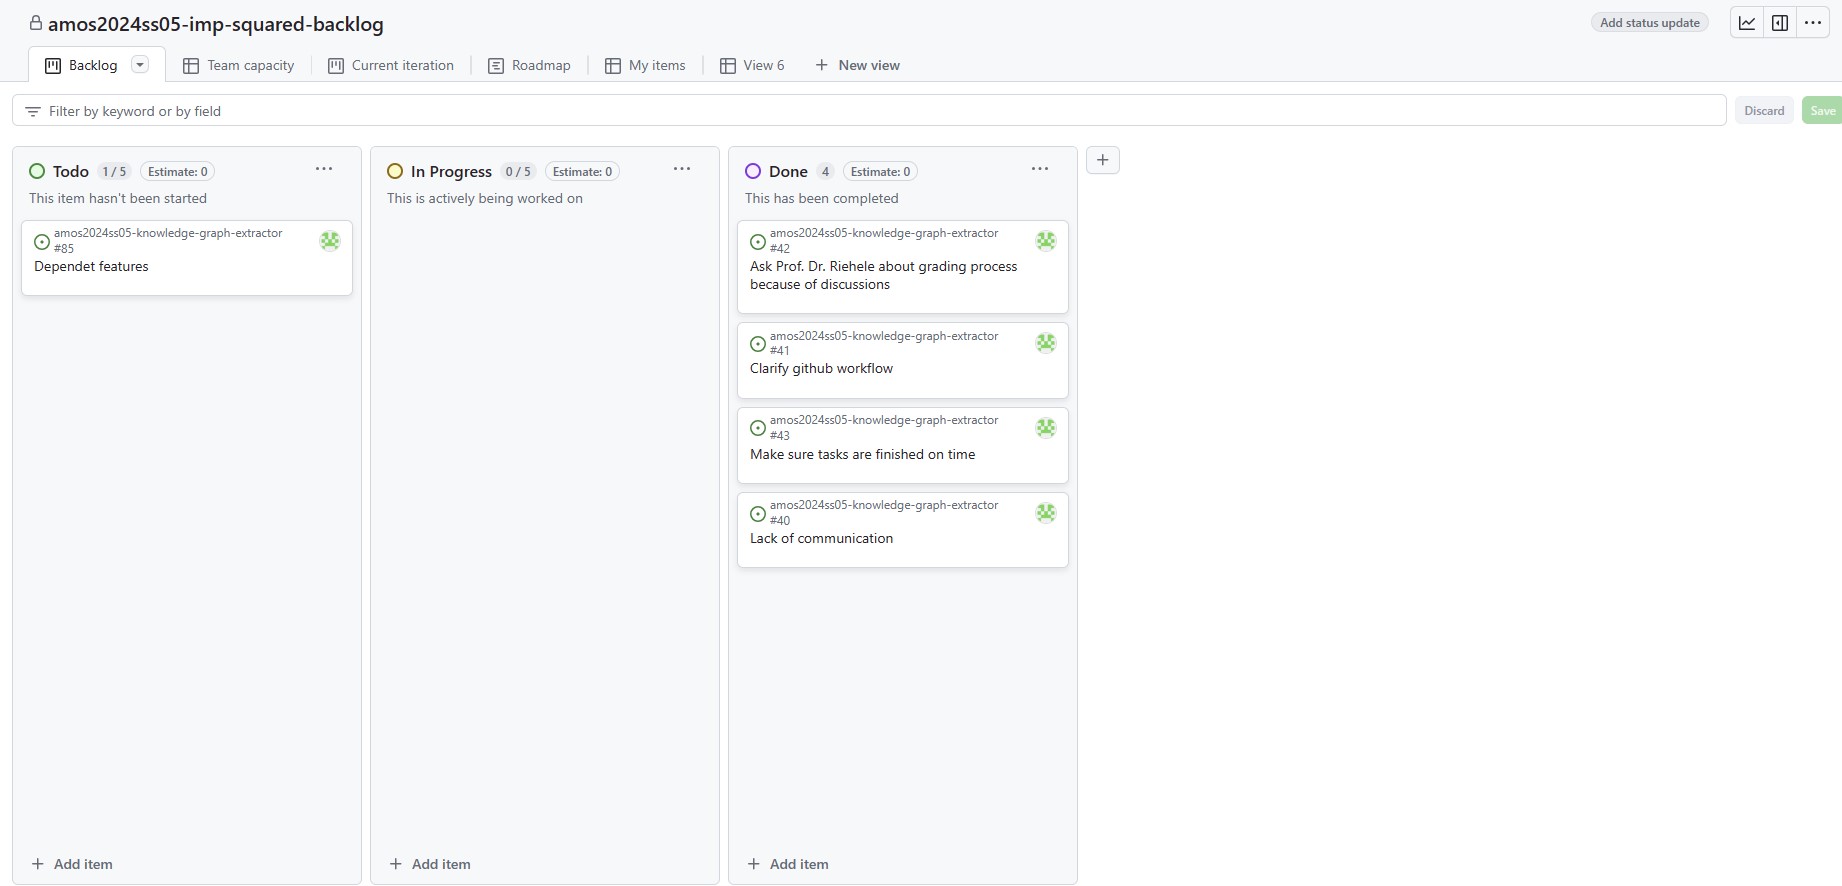 amos2024ss05-imp-squared-backlog
Add status update
Backlog
Team capacity
Current iteration
Roadmap
My items
View 6
New view
Filter by keyword or by field
Discard
Save
Todo 1 / 5 Estimate: 0
This item hasn't been started
amos2024ss05-knowledge-graph-extractor
#85
Dependet features
Add item
In Progress 0 / 5 Estimate: 0
This is actively being worked on
Add item
Done 4 Estimate: 0
This has been completed
amos2024ss05-knowledge-graph-extractor
#42
Ask Prof. Dr. Riehele about grading process
because of discussions
amos2024ss05-knowledge-graph-extractor
#41
Clarify github workflow
amos2024ss05-knowledge-graph-extractor
#43
Make sure tasks are finished on time
amos2024ss05-knowledge-graph-extractor
#40
Lack of communication
Add item